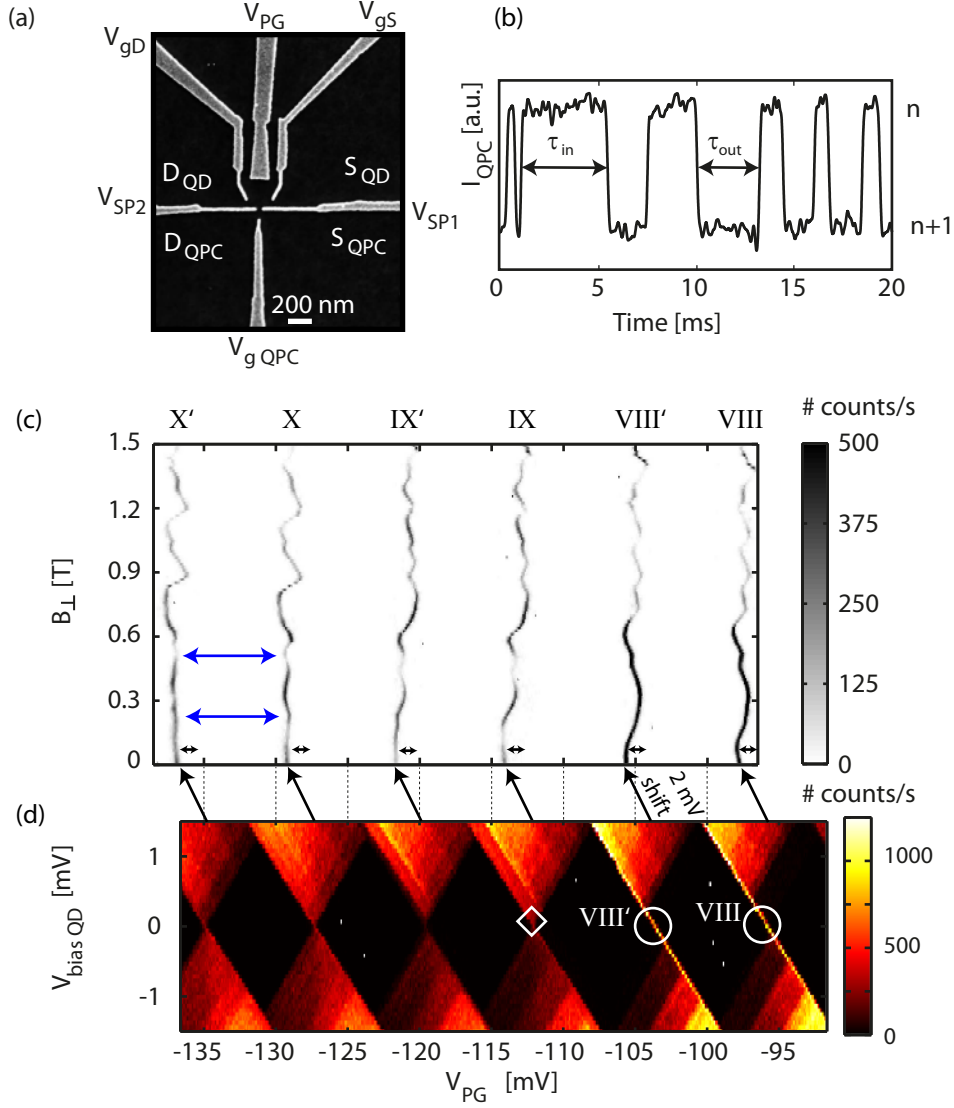 (a)
V_PG
V_gS
V_gD
D_QD
S_QD
V_SP2
V_SP1
D_QPC
S_QPC
200 nm
V_g QPC
(b)
I_QPC [a.u.]
τ_in
τ_out
n
n+1
0
5
10
15
20
Time [ms]
(c)
X‘
X
IX‘
IX
VIII‘
VIII
# counts/s
B⊥ [T]
1.5
1.2
0.9
0.6
0.3
0
500
375
250
125
0
2 mV
shift
(d)
V_bias QD [mV]
1
0
-1
VIII‘
VIII
# counts/s
1000
500
0
-135
-130
-125
-120
-115
-110
-105
-100
-95
V_PG [mV]